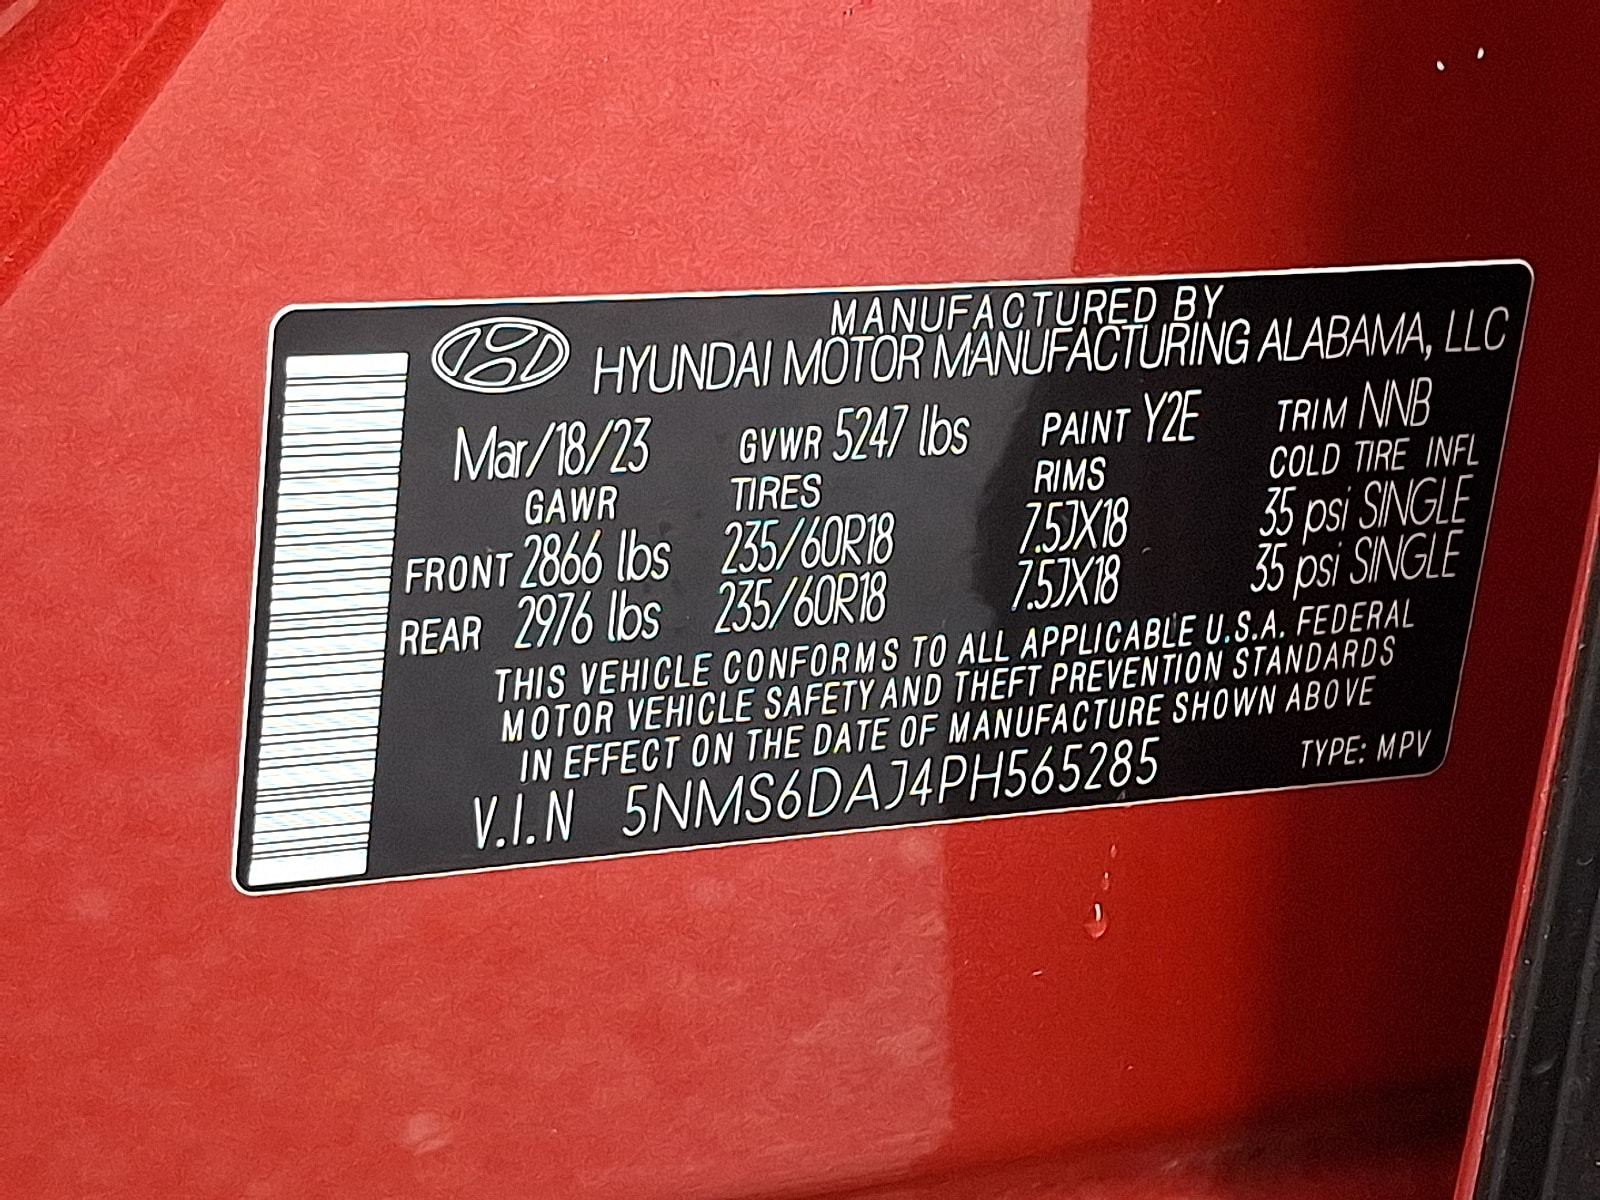 MANUFACTURED BY
HYUNDAI MOTOR MANUFACTURING ALABAMA, LLC
Mar/18/23 GVWR 5247 lbs PAINT Y2E TRIM NNB
GAWR TIRES RIMS COLD TIRE INFL
FRONT 2866 lbs 235/60R18 7.5JX18 35 psi SINGLE
REAR 2976 lbs 235/60R18 7.5JX18 35 psi SINGLE
THIS VEHICLE CONFORMS TO ALL APPLICABLE U.S.A. FEDERAL
MOTOR VEHICLE SAFETY AND THEFT PREVENTION STANDARDS
IN EFFECT ON THE DATE OF MANUFACTURE SHOWN ABOVE
V.I.N 5NMS6DAJ4PH565285 TYPE: MPV